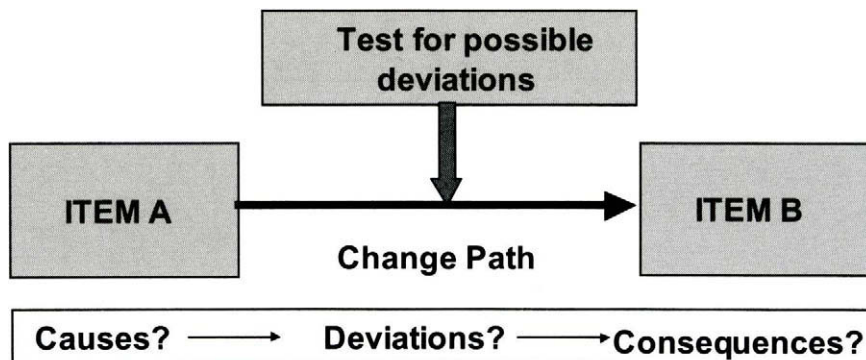 Test for possible
deviations
ITEM A
ITEM B
Change Path
Causes? Deviations? Consequences?